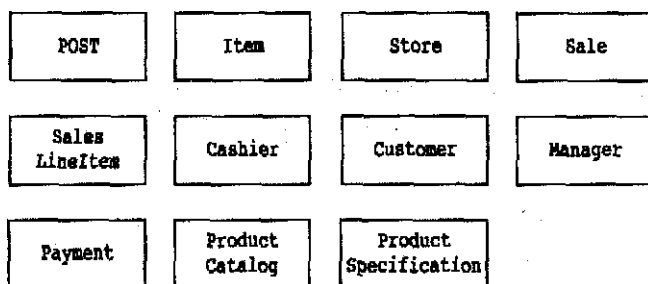 POST
Item
Store
Sale
Sales
LineItem
Cashier
Customer
Manager
Payment
Product
Catalog
Product
Specification